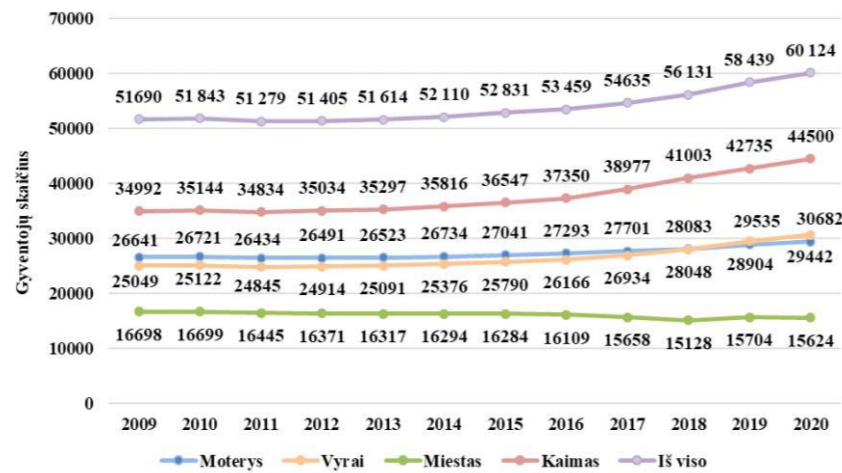 70000
60000
50000
40000
30000
20000
10000
0
Gyventojų skaičius
51690 51 843 51 279 51 405 51 614 52 110 52 831 53 459 54635 56 131 58 439 60 124
34992 35144 34834 35034 35297 35816 36547 37350 38977 41003 42735 44500
26641 26721 26434 26491 26523 26734 27041 27293 27701 28083 29535 30682
25049 25122 24845 24914 25091 25376 25790 26166 26934 28048 28904 29442
16698 16699 16445 16371 16317 16294 16284 16109 15658 15128 15704 15624
2009 2010 2011 2012 2013 2014 2015 2016 2017 2018 2019 2020
Moterys Vyrai Miestas Kaimas Iš viso